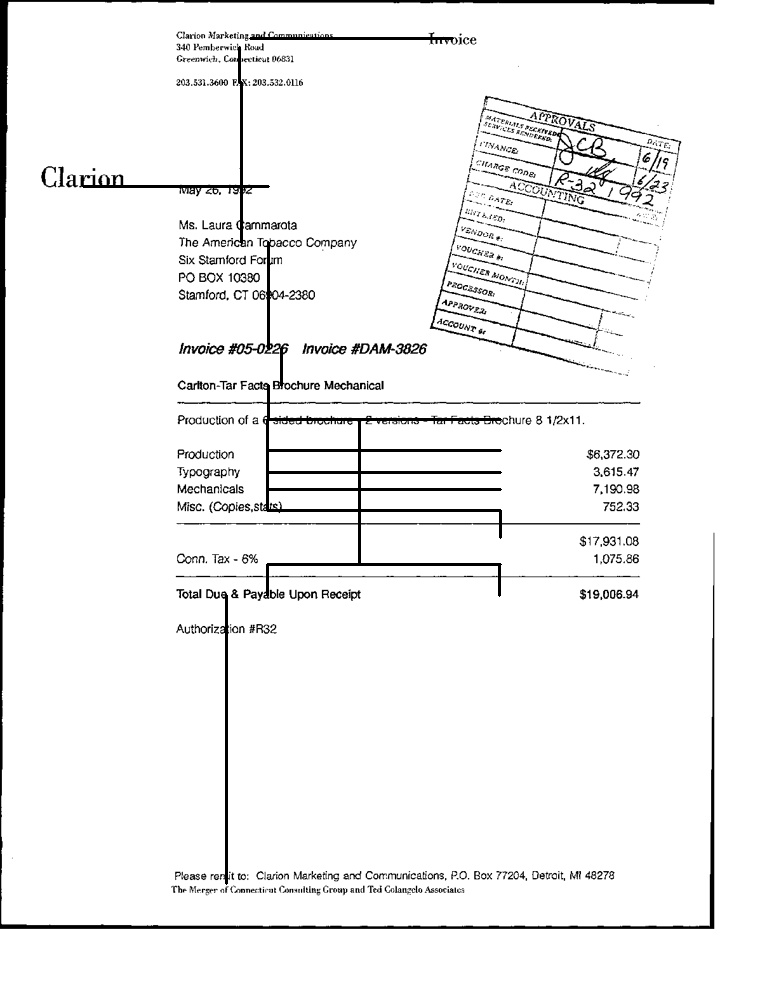 Clarion Marketing and Communications
340 Pemberwick Road
Greenwich, Connecticut 06831
203.531.3600 FAX: 203.532.0116
Invoice
Clarion
May 26, 1992
Ms. Laura Cammarota
The American Tobacco Company
Six Stamford Forum
PO BOX 10380
Stamford, CT 06904-2380
APPROVALS
MATERIALS RECEIVED/ DATE:
SERVICES RENDERED: JCB 6/19
FINANCE: 6/23
CHARGE CODE: R-32, 1992
ACCOUNTING
DUE DATE:
ENTERED:
VENDOR #:
VOUCHER #:
VOUCHER MONTH:
PROCESSOR:
APPROVER:
ACCOUNT #:
Invoice #05-0226 Invoice #DAM-3826
Carlton-Tar Facts Brochure Mechanical
Production of a 6 sided brochure - 2 versions - Tar Facts Brochure 8 1/2x11.
Production $6,372.30
Typography 3,615.47
Mechanicals 7,190.98
Misc. (Copies,stats) 752.33
$17,931.08
Conn. Tax - 6% 1,075.86
Total Due & Payable Upon Receipt $19,006.94
Authorization #R32
Please remit to: Clarion Marketing and Communications, P.O. Box 77204, Detroit, MI 48278
The Merger of Connecticut Consulting Group and Ted Colangelo Associates